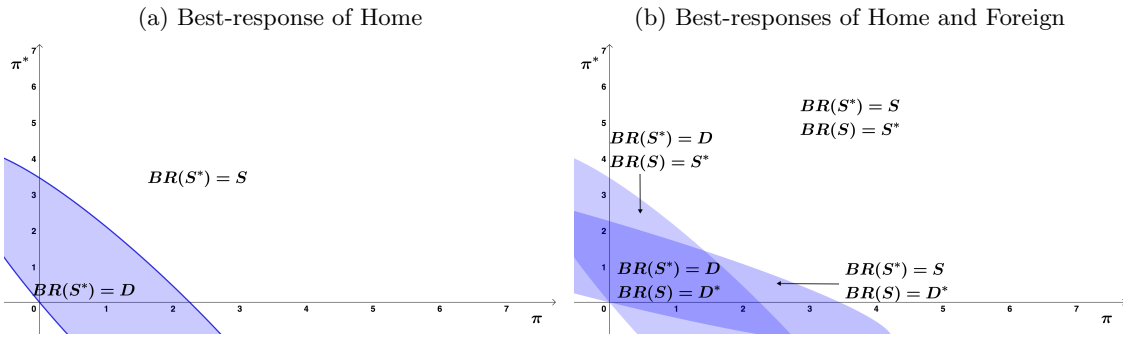 (a) Best-response of Home
π*
7
6
5
4
3
2
1
0
1
2
3
4
5
6
7
π
BR(S*) = S
BR(S*) = D
(b) Best-responses of Home and Foreign
π*
7
6
5
4
3
2
1
0
1
2
3
4
5
6
7
π
BR(S*) = S
BR(S) = S*
BR(S*) = D
BR(S) = S*
BR(S*) = D
BR(S) = D*
BR(S*) = S
BR(S) = D*